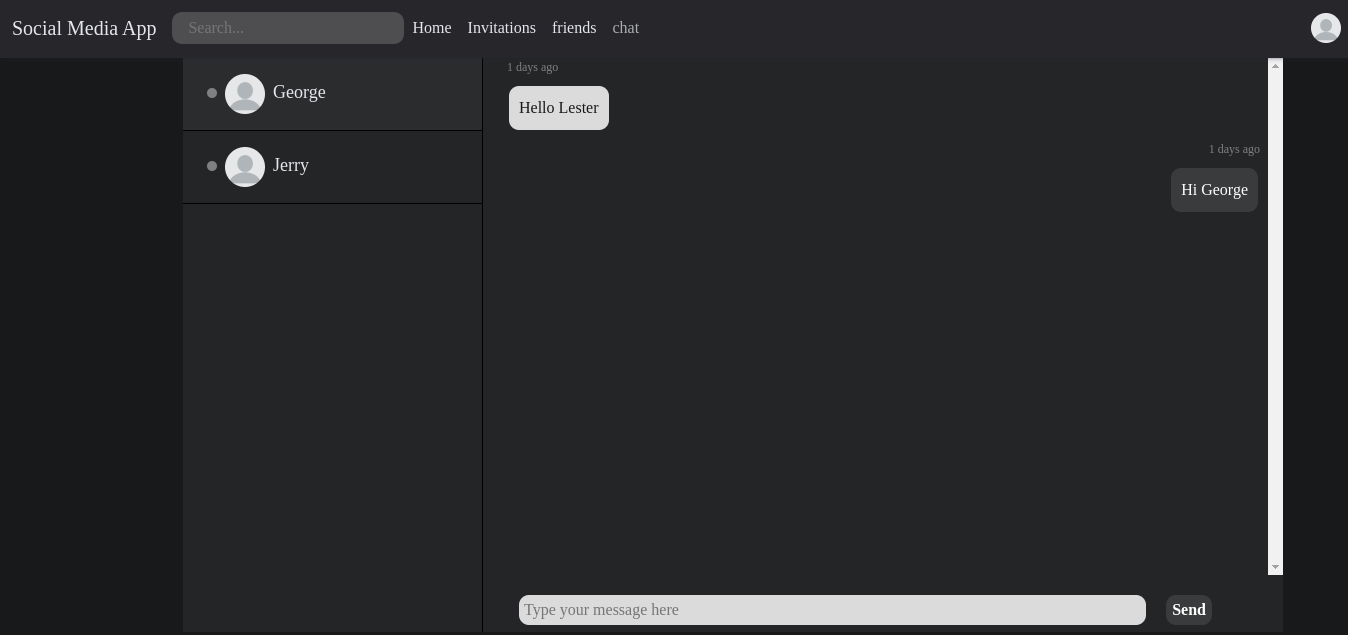 Social Media App Search... Home Invitations friends chat
George
Jerry
1 days ago
Hello Lester
1 days ago
Hi George
Type your message here Send